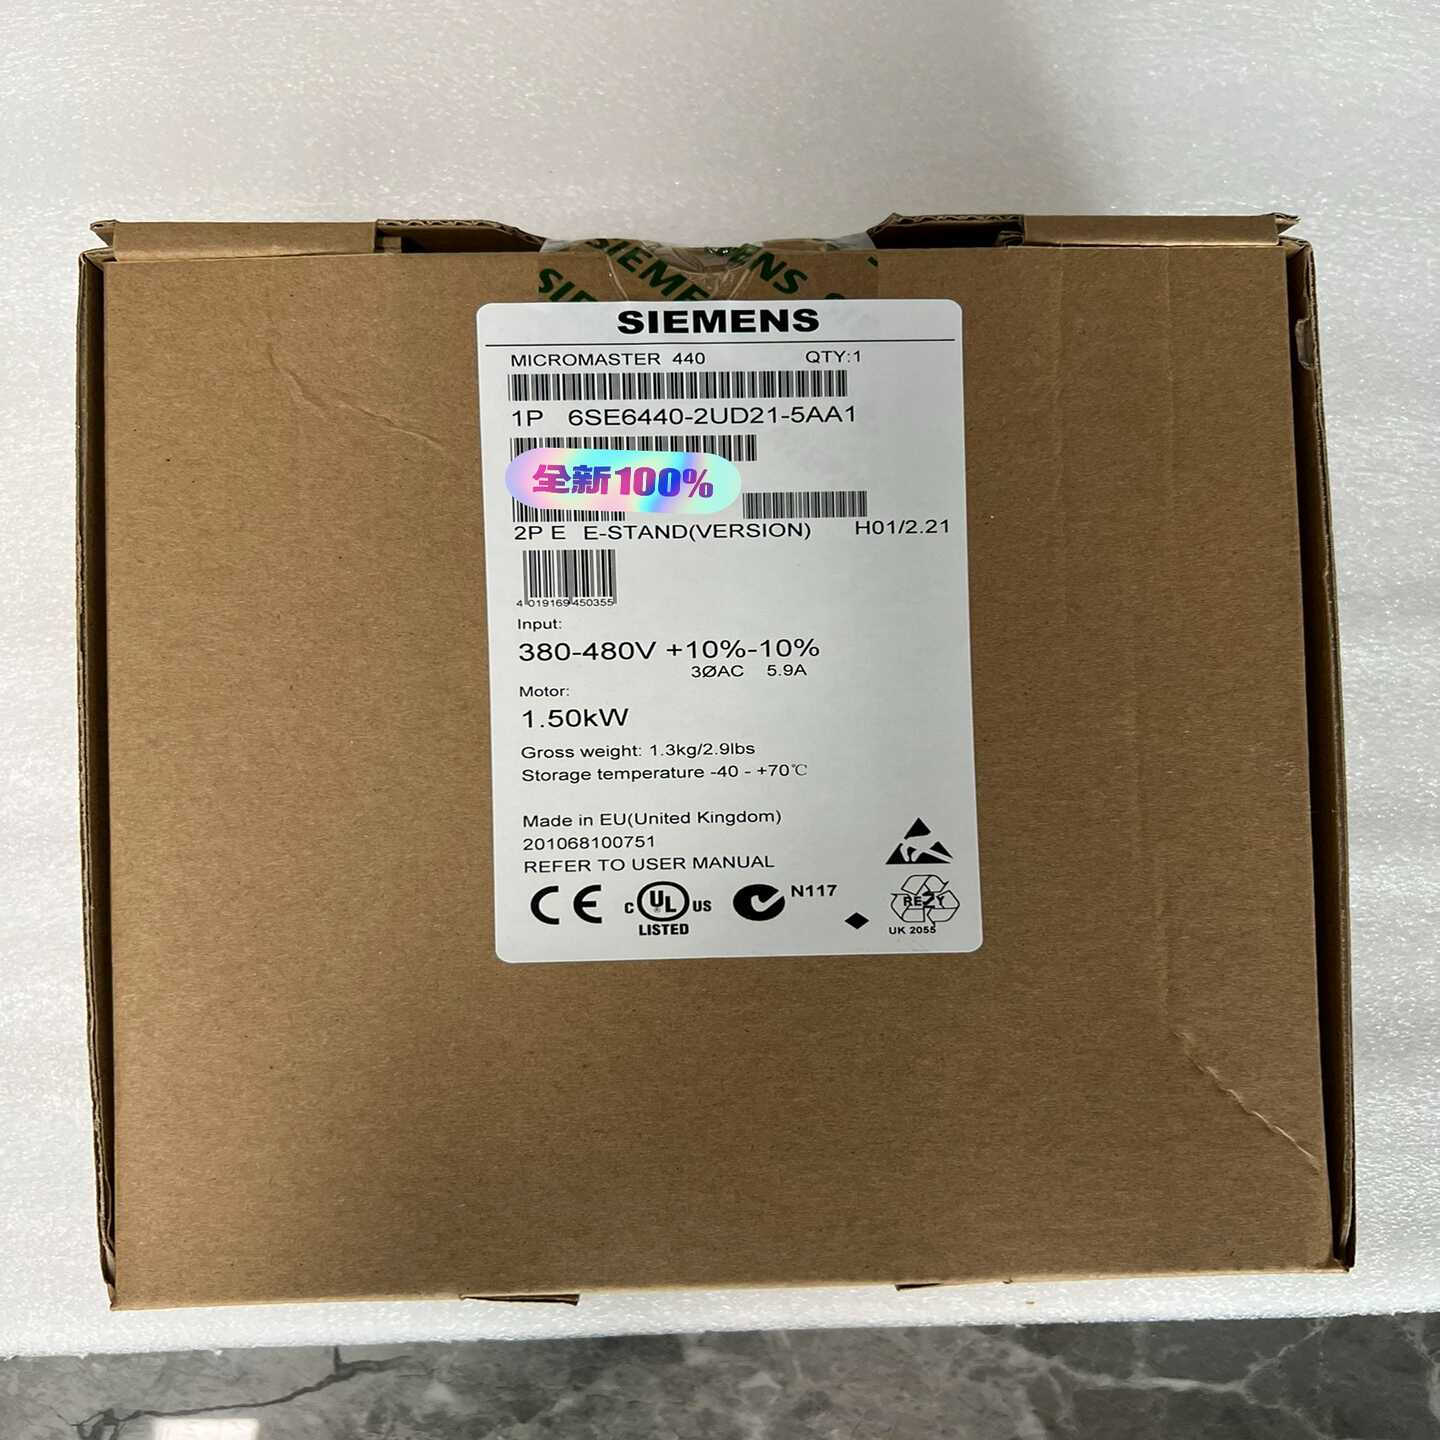 SIEMENS
SIEMENS
SIEMENS
MICROMASTER 440 QTY:1
1P 6SE6440-2UD21-5AA1
全新100%
2P E E-STAND(VERSION) H01/2.21
4 019169 450355
Input:
380-480V +10%-10%
3ØAC 5.9A
Motor:
1.50kW
Gross weight: 1.3kg/2.9lbs
Storage temperature -40 - +70℃
Made in EU(United Kingdom)
201068100751
REFER TO USER MANUAL
CE C UL US LISTED N117 RESY UK 2055